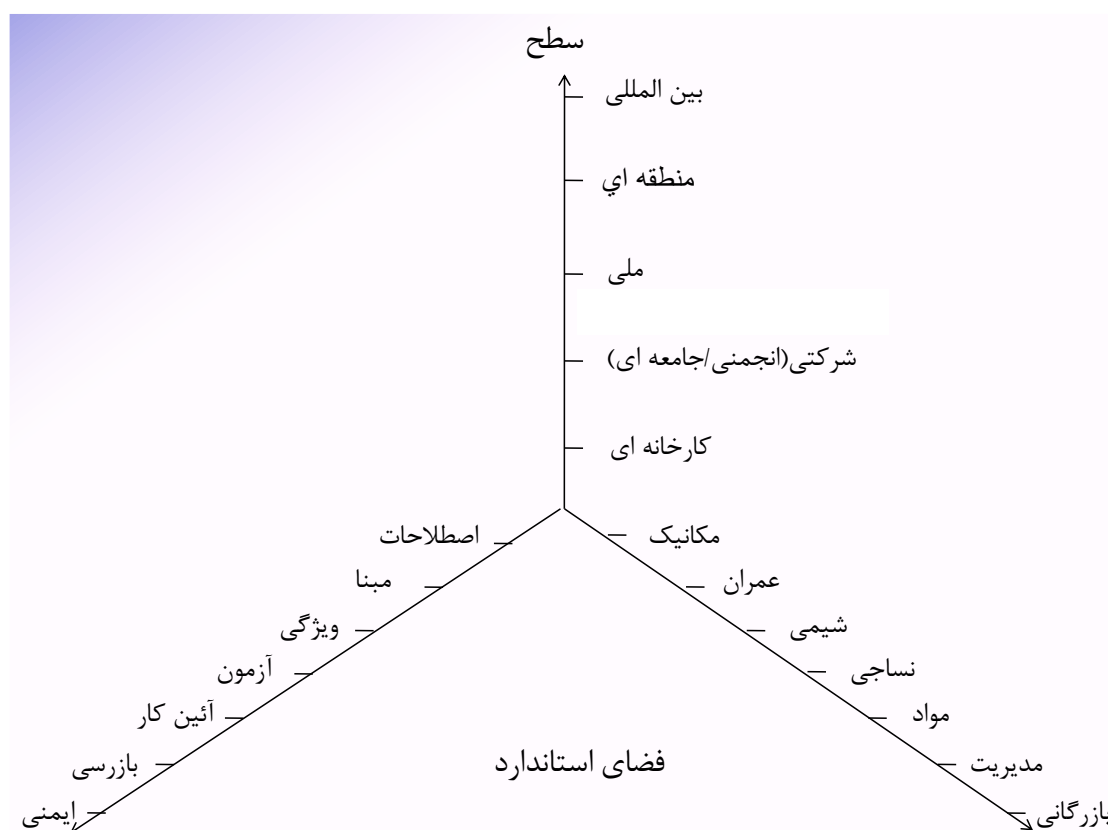 سطح
بین المللی
منطقه اي
ملی
شرکتی(انجمنی/جامعه ای)
کارخانه ای
مکانیک
عمران
شیمی
نساجی
مواد
مدیریت
بازرگانی
اصطلاحات
مبنا
ویژگی
آزمون
آئین کار
بازرسی
ایمنی
فضای استاندارد